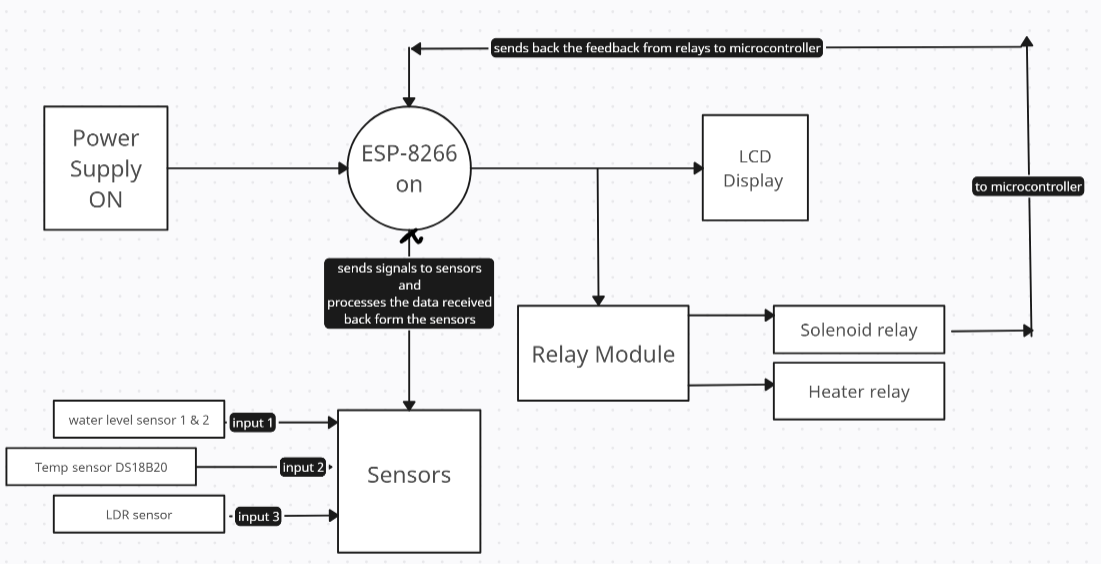 sends back the feedback from relays to microcontroller
Power
Supply
ON
ESP-8266
on
LCD
Display
to microcontroller
sends signals to sensors
and
processes the data received
back form the sensors
Relay Module
Solenoid relay
Heater relay
water level sensor 1 & 2
input 1
Temp sensor DS18B20
input 2
LDR sensor
input 3
Sensors